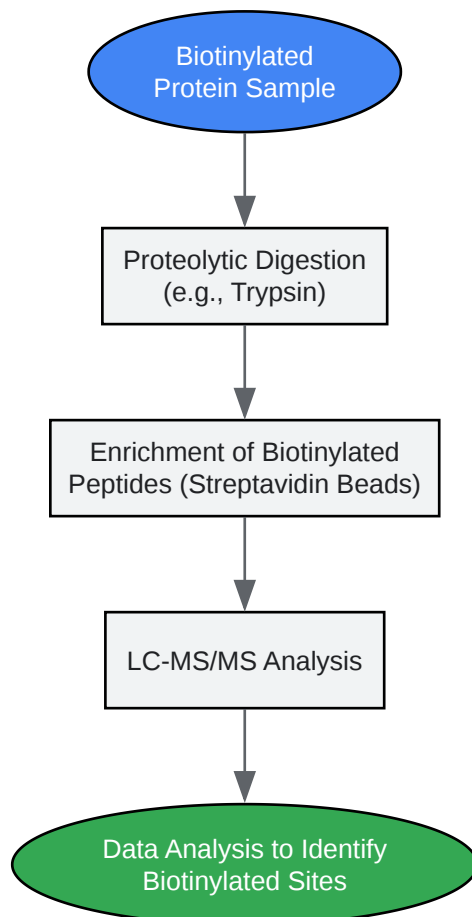 Biotinylated
Protein Sample
Proteolytic Digestion
(e.g., Trypsin)
Enrichment of Biotinylated
Peptides (Streptavidin Beads)
LC-MS/MS Analysis
Data Analysis to Identify
Biotinylated Sites